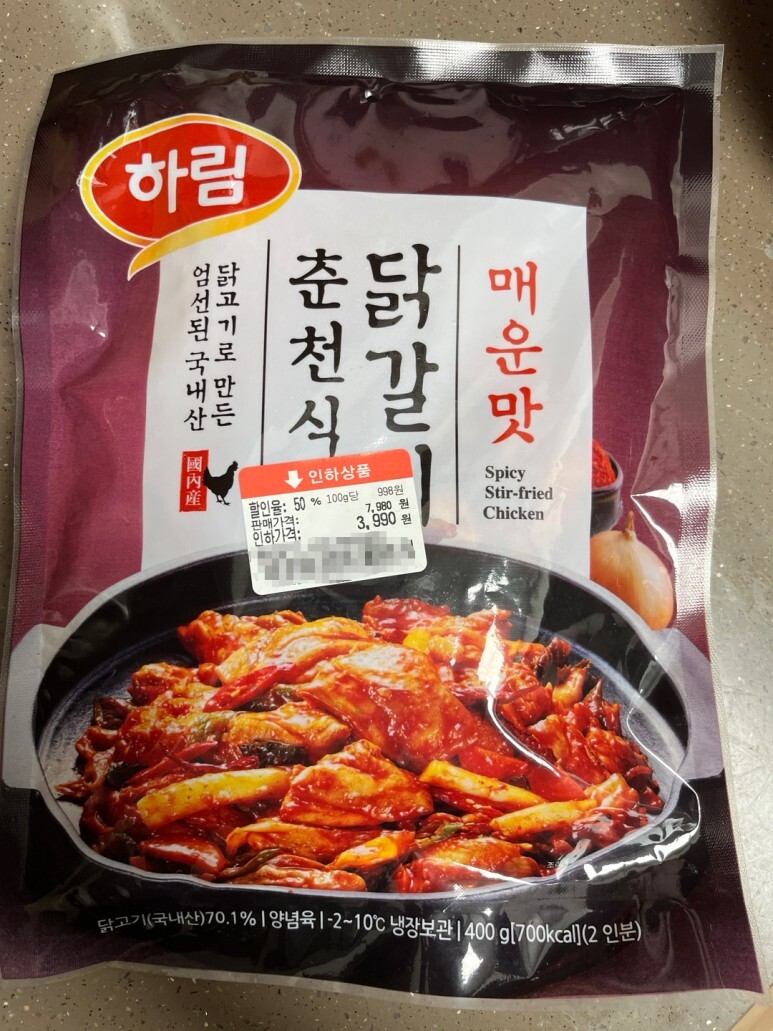 하림
매운맛
닭갈
춘천식
닭고기로 만든
엄선된 국내산
國內産
Spicy
Stir-fried
Chicken
인하상품
할인율: 50 % 100g당 998원
판매가격: 7,980 원
인하가격: 3,990 원
닭고기(국내산)70.1% | 양념육 | -2~10℃ 냉장보관 | 400 g[700kcal](2 인분)